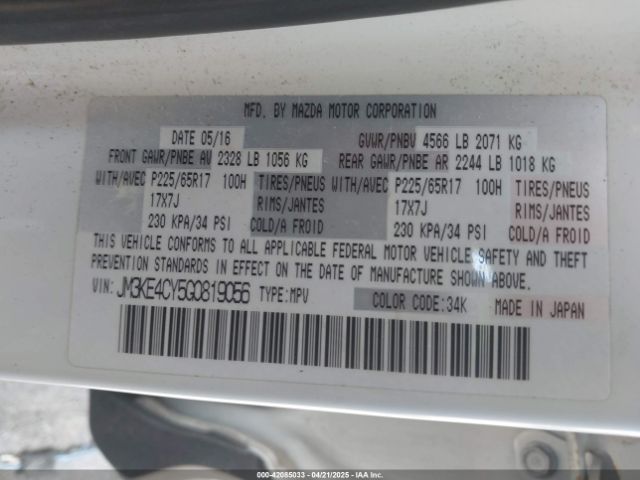 MFD. BY MAZDA MOTOR CORPORATION
DATE 05/16 GVWR/PNBV 4566 LB 2071 KG
FRONT GAWR/PNBE AV 2328 LB 1056 KG REAR GAWR/PNBE AR 2244 LB 1018 KG
WITH/AVEC P225/65R17 100H TIRES/PNEUS WITH/AVEC P225/65R17 100H TIRES/PNEUS
17X7J RIMS/JANTES 17X7J RIMS/JANTES
230 KPA/34 PSI COLD/A FROID 230 KPA/34 PSI COLD/A FROID
THIS VEHICLE CONFORMS TO ALL APPLICABLE FEDERAL MOTOR VEHICLE SAFETY AND THEFT
PREVENTION STANDARDS IN EFFECT ON THE DATE OF MANUFACTURE SHOWN ABOVE.
VIN: JM3KE4CY5G0819056 TYPE:MPV COLOR CODE:34K MADE IN JAPAN
000-42085033 - 04/21/2025 - IAAI.COM